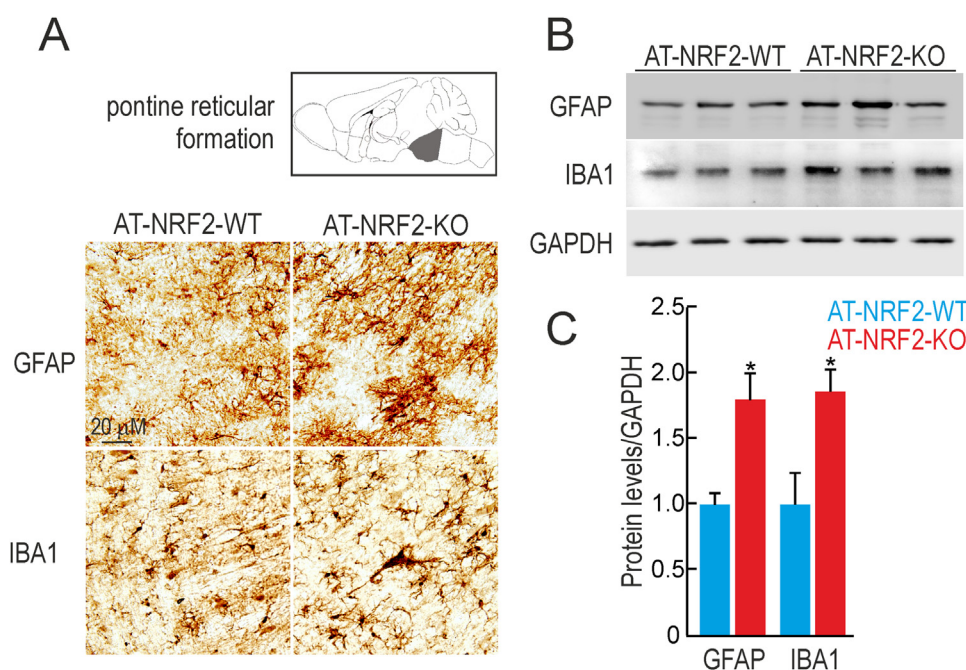 A
pontine reticular
formation
AT-NRF2-WT AT-NRF2-KO
GFAP
20 µM
IBA1
B
AT-NRF2-WT AT-NRF2-KO
GFAP
IBA1
GAPDH
C
AT-NRF2-WT
AT-NRF2-KO
Protein levels/GAPDH
2.5
2.0
1.5
1.0
0.5
0
* *
GFAP IBA1